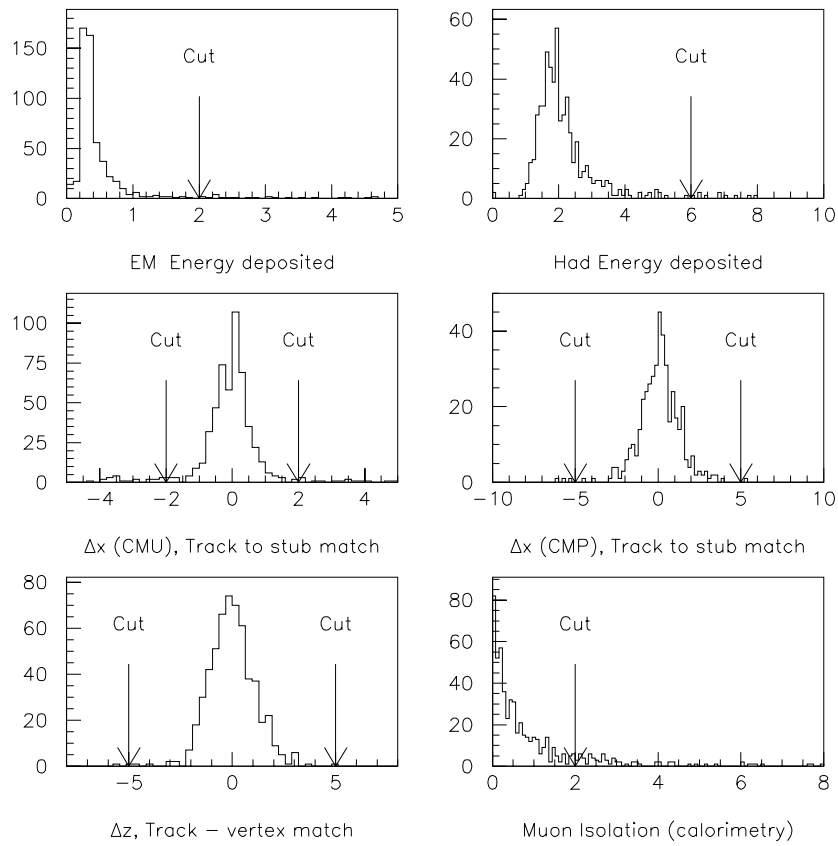 150
100
50
0
Cut
0 1 2 3 4 5
EM Energy deposited
60
40
20
0
Cut
0 2 4 6 8 10
Had Energy deposited
100
75
50
25
0
Cut Cut
−4 −2 0 2 4
Δx (CMU), Track to stub match
40
20
0
Cut Cut
−10 −5 0 5 10
Δx (CMP), Track to stub match
80
60
40
20
0
Cut Cut
−5 0 5
Δz, Track − vertex match
80
60
40
20
0
Cut
0 2 4 6 8
Muon Isolation (calorimetry)